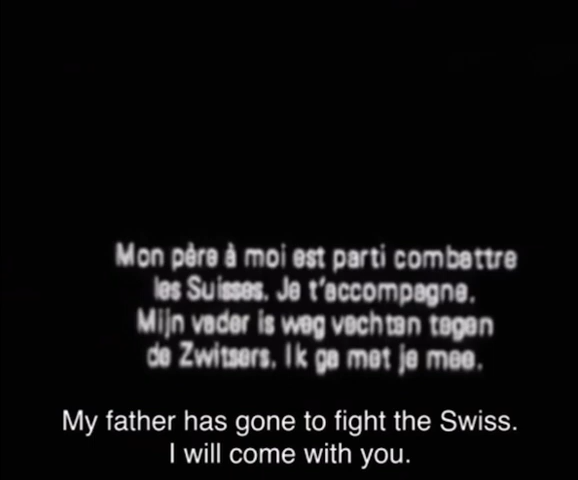 Mon père à moi est parti combattre
les Suisses. Je t'accompagne.
Mijn vader is weg vechten tegen
de Zwitsers. Ik ga met je mee.
My father has gone to fight the Swiss.
I will come with you.